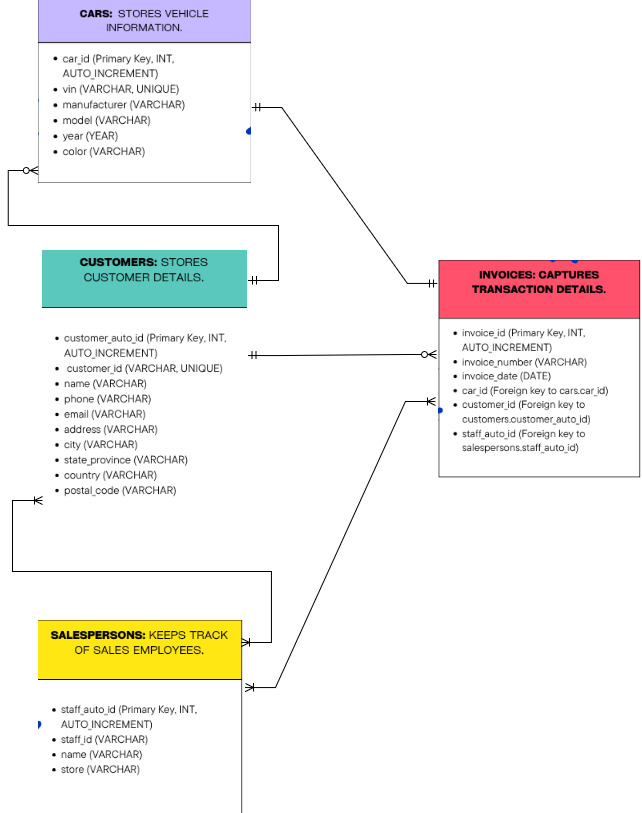 CARS: STORES VEHICLE
INFORMATION.
• car_id (Primary Key, INT,
AUTO_INCREMENT)
• vin (VARCHAR, UNIQUE)
• manufacturer (VARCHAR)
• model (VARCHAR)
• year (YEAR)
• color (VARCHAR)
CUSTOMERS: STORES
CUSTOMER DETAILS.
• customer_auto_id (Primary Key, INT,
AUTO_INCREMENT)
• customer_id (VARCHAR, UNIQUE)
• name (VARCHAR)
• phone (VARCHAR)
• email (VARCHAR)
• address (VARCHAR)
• city (VARCHAR)
• state_province (VARCHAR)
• country (VARCHAR)
• postal_code (VARCHAR)
INVOICES: CAPTURES
TRANSACTION DETAILS.
• invoice_id (Primary Key, INT,
AUTO_INCREMENT)
• invoice_number (VARCHAR)
• invoice_date (DATE)
• car_id (Foreign key to cars.car_id)
• customer_id (Foreign key to
customers.customer_auto_id)
• staff_auto_id (Foreign key to
salespersons.staff_auto_id)
SALESPERSONS: KEEPS TRACK
OF SALES EMPLOYEES.
• staff_auto_id (Primary Key, INT,
AUTO_INCREMENT)
• staff_id (VARCHAR)
• name (VARCHAR)
• store (VARCHAR)